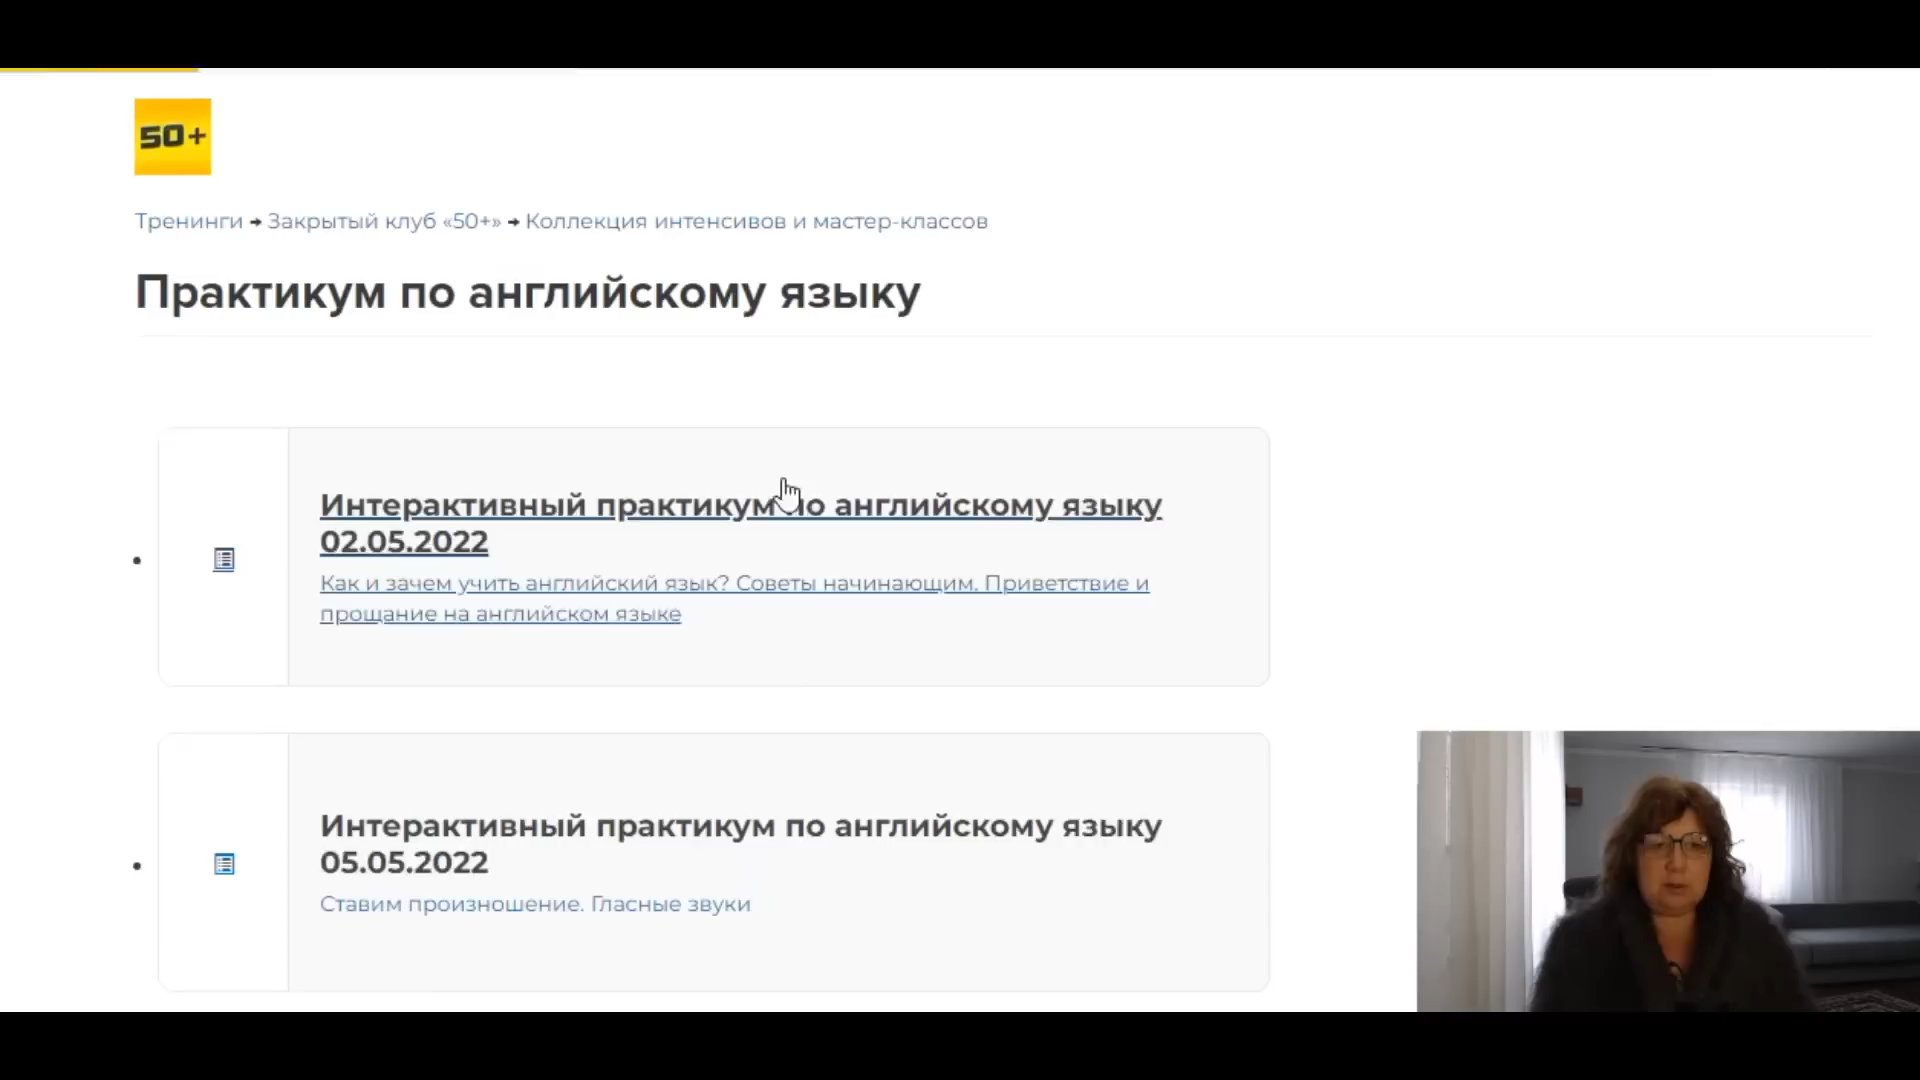 50+
Тренинги → Закрытый клуб «50+» → Коллекция интенсивов и мастер-классов
Практикум по английскому языку
Интерактивный практикум по английскому языку
02.05.2022
Как и зачем учить английский язык? Советы начинающим. Приветствие и
прощание на английском языке
Интерактивный практикум по английскому языку
05.05.2022
Ставим произношение. Гласные звуки